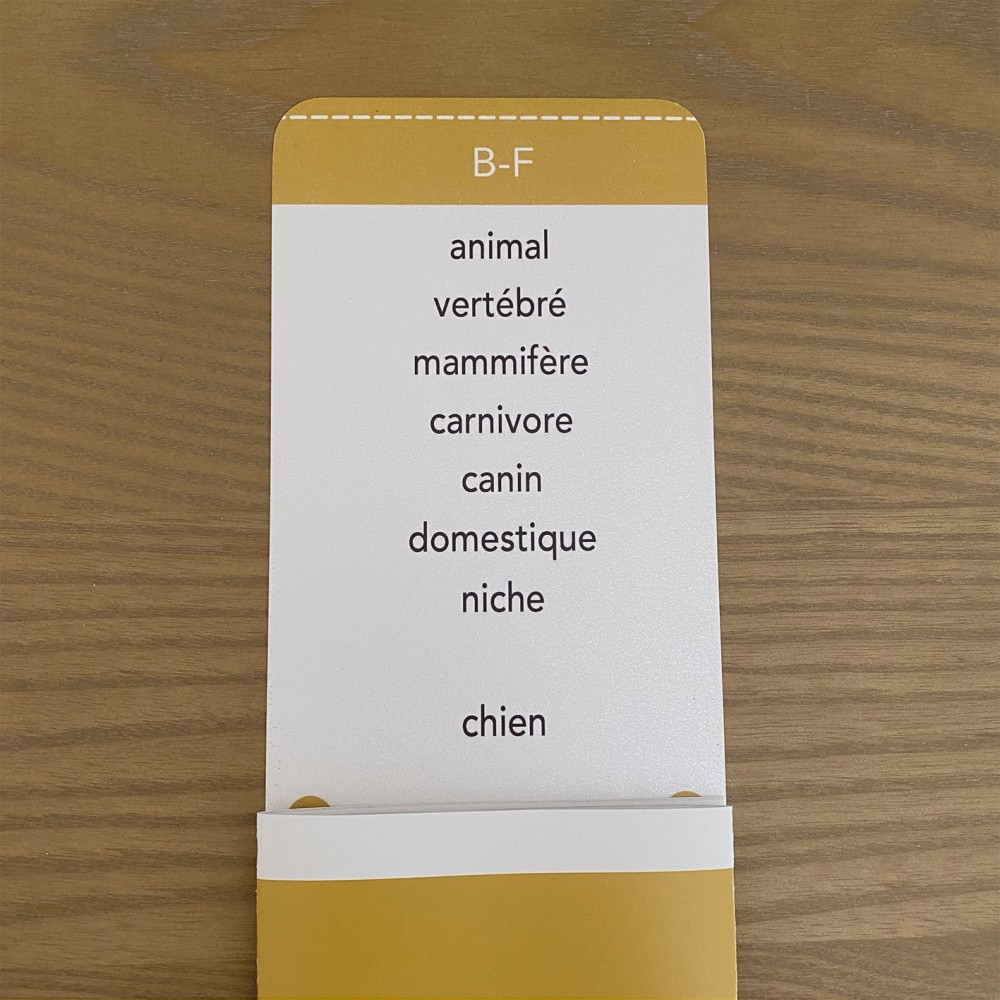 B-F
animal
vertébré
mammifère
carnivore
canin
domestique
niche
chien